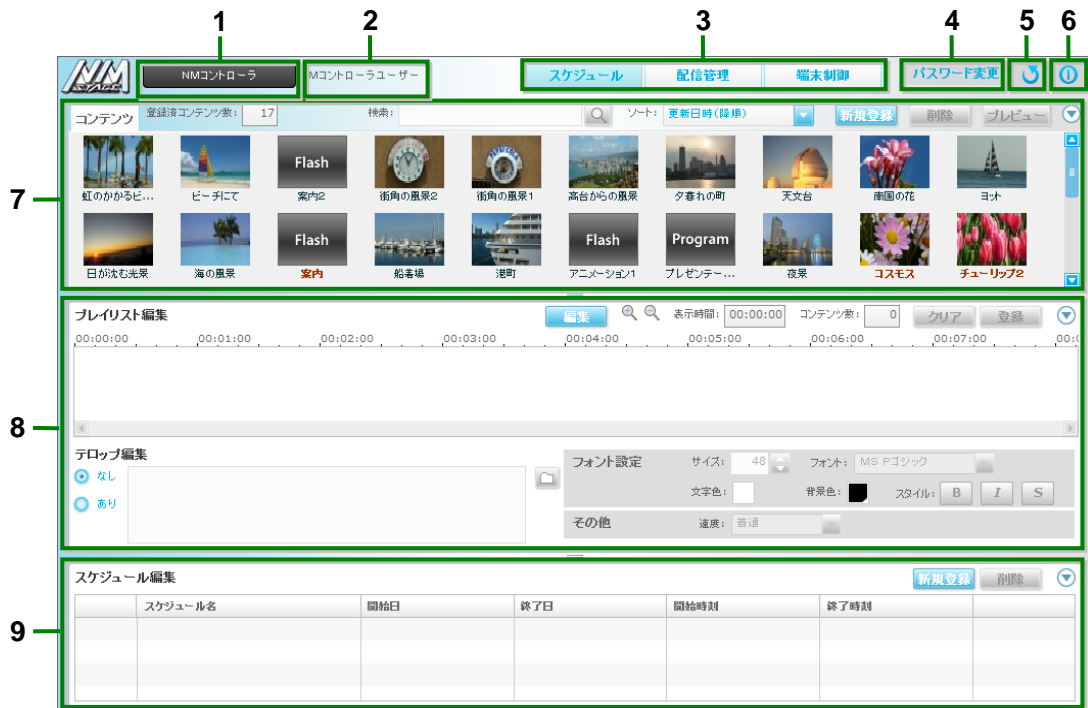 1 2 3 4 5 6
NM STAGE NMコントローラ Mコントローラユーザー スケジュール 配信管理 端末制御 パスワード変更
7
コンテンツ 登録済コンテンツ数: 17 検索: ソート: 更新日時(降順) 新規登録 削除 プレビュー
Flash Flash Flash Program
虹のかかるビ... ビーチにて 案内2 街角の風景2 街角の風景1 高台からの風景 夕暮れの町 天文台 南国の花 ヨット
日が沈む光景 海の風景 案内 船着場 港町 アニメーション1 プレゼンテー... 夜景 コスモス チューリップ2
8
プレイリスト編集 編集 表示時間: 00:00:00 コンテンツ数: 0 クリア 登録
00:00:00 00:01:00 00:02:00 00:03:00 00:04:00 00:05:00 00:06:00 00:07:00 00:0
テロップ編集 フォント設定 サイズ: 48 フォント: MS Pゴシック
なし
あり 文字色: 背景色: スタイル: B I S
その他 速度: 普通
9
スケジュール編集 新規登録 削除
スケジュール名 開始日 終了日 開始時刻 終了時刻